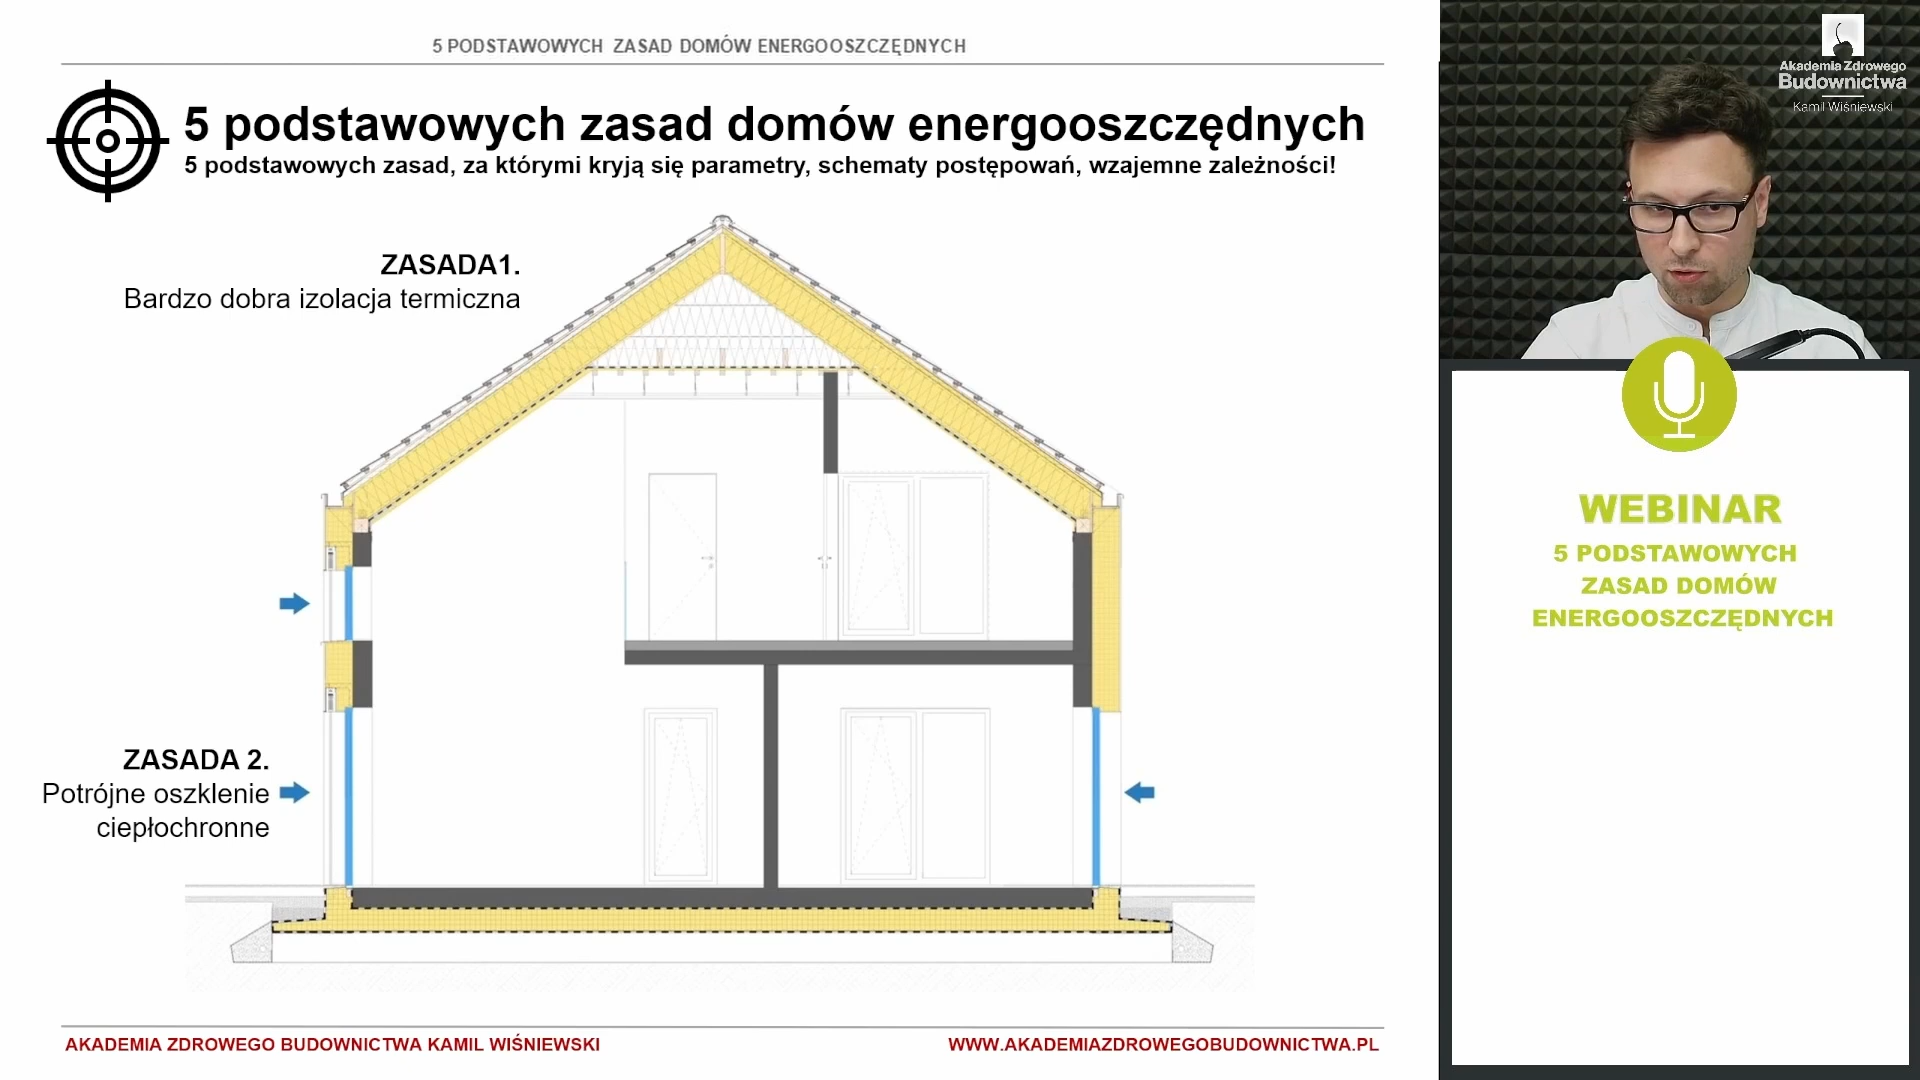 5 PODSTAWOWYCH ZASAD DOMÓW ENERGOOSZCZĘDNYCH
5 podstawowych zasad domów energooszczędnych
5 podstawowych zasad, za którymi kryją się parametry, schematy postępowań, wzajemne zależności!
ZASADA1.
Bardzo dobra izolacja termiczna
ZASADA 2.
Potrójne oszklenie
ciepłochronne
AKADEMIA ZDROWEGO BUDOWNICTWA KAMIL WIŚNIEWSKI
WWW.AKADEMIAZDROWEGOBUDOWNICTWA.PL
Akademia Zdrowego
Budownictwa
Kamil Wiśniewski
WEBINAR
5 PODSTAWOWYCH
ZASAD DOMÓW
ENERGOOSZCZĘDNYCH